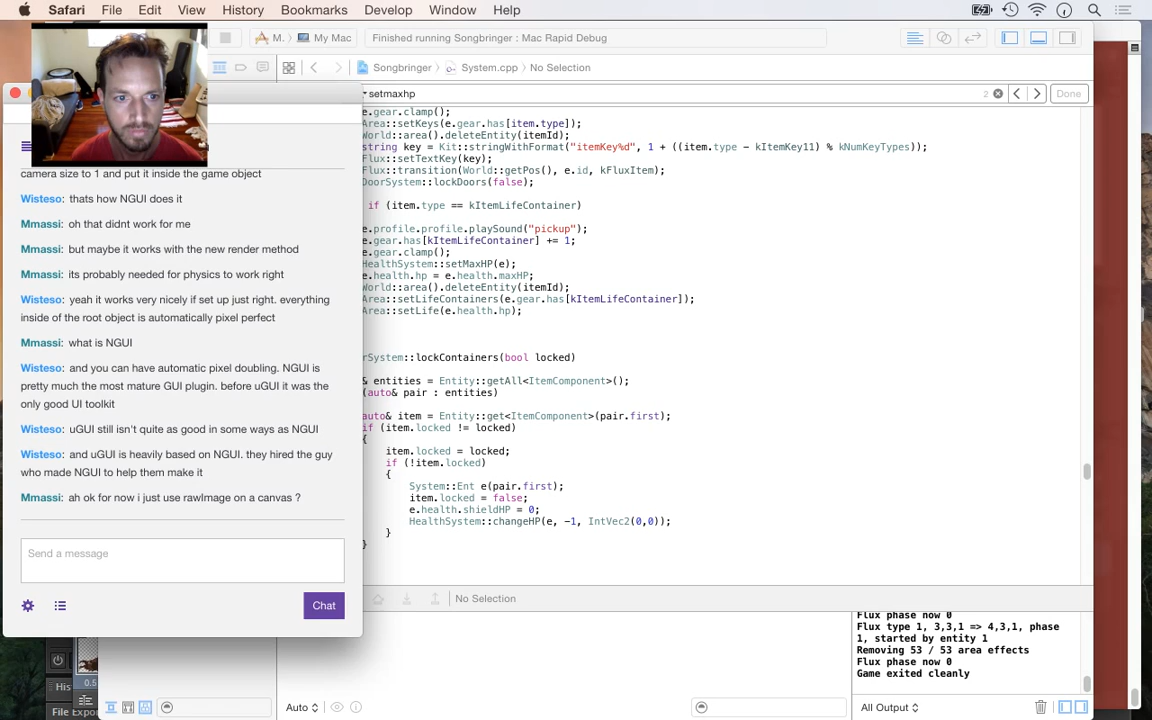 Safari File Edit View History Bookmarks Develop Window Help
M. My Mac
Finished running Songbringer : Mac Rapid Debug
Songbringer System.cpp No Selection
setmaxhp
2
Done
camera size to 1 and put it inside the game object
Wisteso: thats how NGUI does it
Mmassi: oh that didnt work for me
Mmassi: but maybe it works with the new render method
Mmassi: its probably needed for physics to work right
Wisteso: yeah it works very nicely if set up just right. everything
inside of the root object is automatically pixel perfect
Mmassi: what is NGUI
Wisteso: and you can have automatic pixel doubling. NGUI is
pretty much the most mature GUI plugin. before uGUI it was the
only good UI toolkit
Wisteso: uGUI still isn't quite as good in some ways as NGUI
Wisteso: and uGUI is heavily based on NGUI. they hired the guy
who made NGUI to help them make it
Mmassi: ah ok for now i just use rawImage on a canvas ?
Send a message
Chat
e.gear.clamp();
Area::setKeys(e.gear.has[item.type]);
World::area().deleteEntity(itemId);
string key = Kit::stringWithFormat("itemKey%d", 1 + ((item.type - kItemKey11) % kNumKeyTypes));
Flux::setTextKey(key);
Flux::transition(World::getPos(), e.id, kFluxItem);
DoorSystem::lockDoors(false);
if (item.type == kItemLifeContainer)
e.profile.profile.playSound("pickup");
e.gear.has[kItemLifeContainer] += 1;
e.gear.clamp();
HealthSystem::setMaxHP(e);
e.health.hp = e.health.maxHP;
World::area().deleteEntity(itemId);
Area::setLifeContainers(e.gear.has[kItemLifeContainer]);
Area::setLife(e.health.hp);
rSystem::lockContainers(bool locked)
& entities = Entity::getAll<ItemComponent>();
(auto& pair : entities)
auto& item = Entity::get<ItemComponent>(pair.first);
if (item.locked != locked)
{
item.locked = locked;
if (!item.locked)
{
System::Ent e(pair.first);
item.locked = false;
e.health.shieldHP = 0;
HealthSystem::changeHP(e, -1, IntVec2(0,0));
}
}
No Selection
Flux phase now 0
Flux type 1, 3,3,1 => 4,3,1, phase
1, started by entity 1
Removing 53 / 53 area effects
Flux phase now 0
Game exited cleanly
0.5
His
File Expor
Auto
All Output